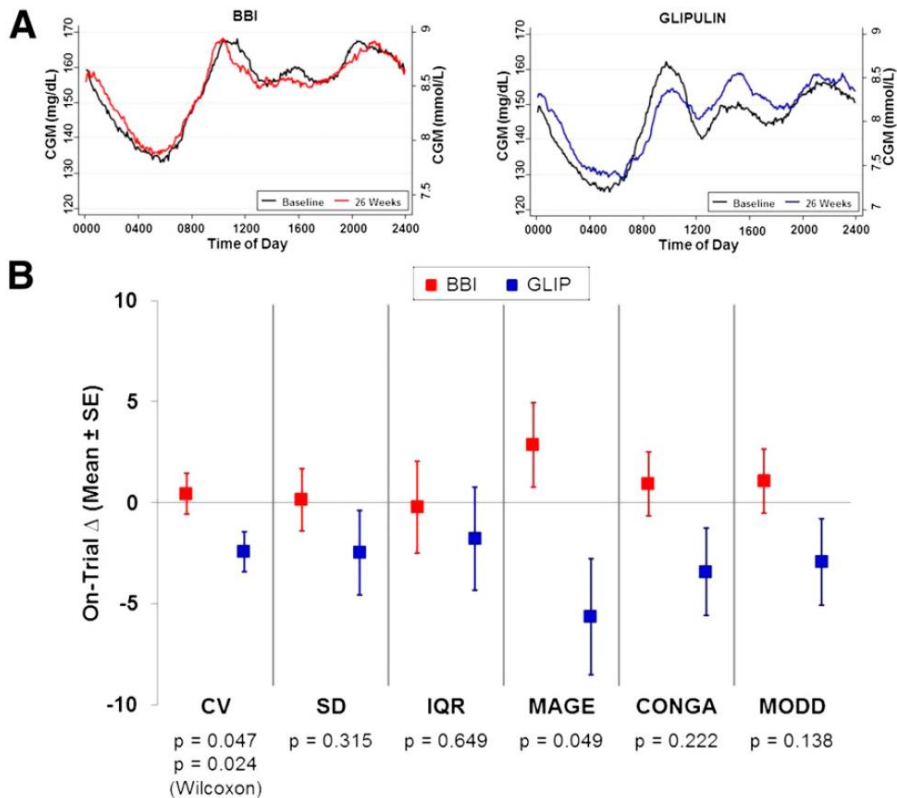 A
BBI
CGM (mg/dL)
170
160
150
140
130
120
9
8.5
8
7.5
CGM (mmol/L)
Baseline 26 Weeks
0000 0400 0800 1200 1600 2000 2400
Time of Day
GLIPULIN
CGM (mg/dL)
170
160
150
140
130
120
9
8.5
8
7.5
7
CGM (mmol/L)
Baseline 26 Weeks
0000 0400 0800 1200 1600 2000 2400
Time of Day
B
BBI GLIP
On-Trial Δ (Mean ± SE)
10
5
0
-5
-10
CV SD IQR MAGE CONGA MODD
p = 0.047 p = 0.315 p = 0.649 p = 0.049 p = 0.222 p = 0.138
p = 0.024
(Wilcoxon)